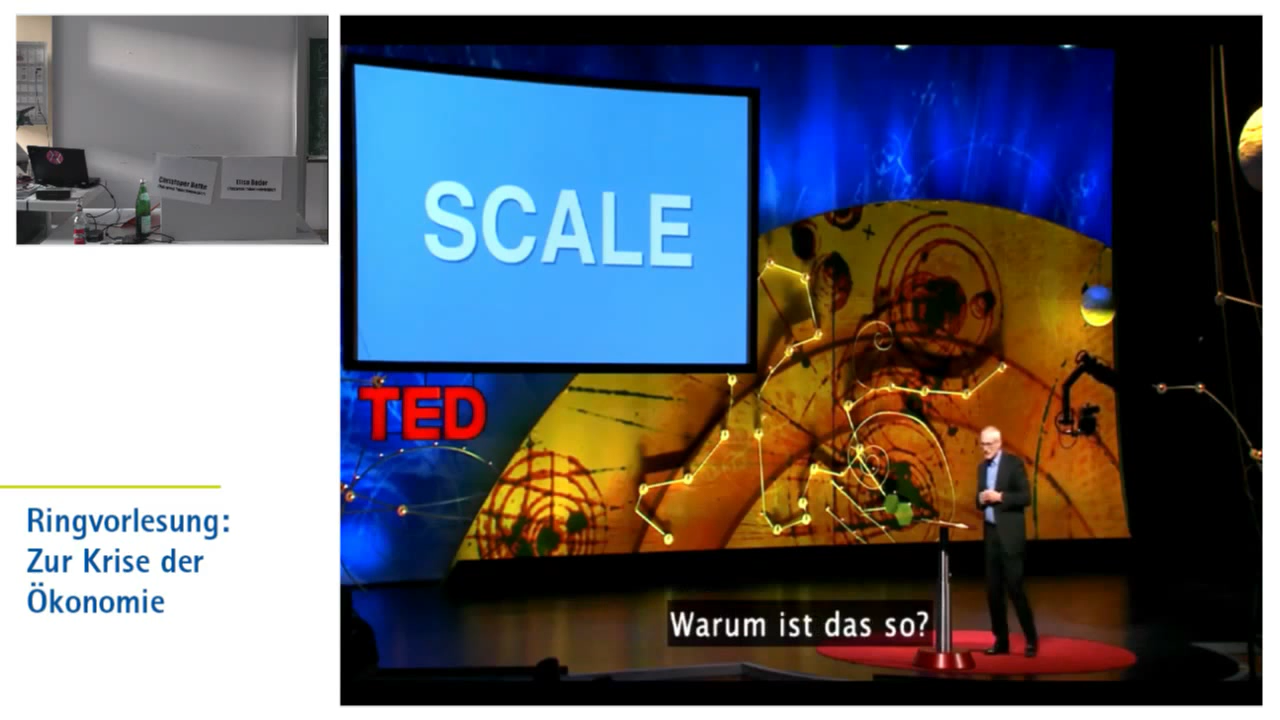 SCALE
TED
Warum ist das so?
Ringvorlesung:
Zur Krise der
Ökonomie